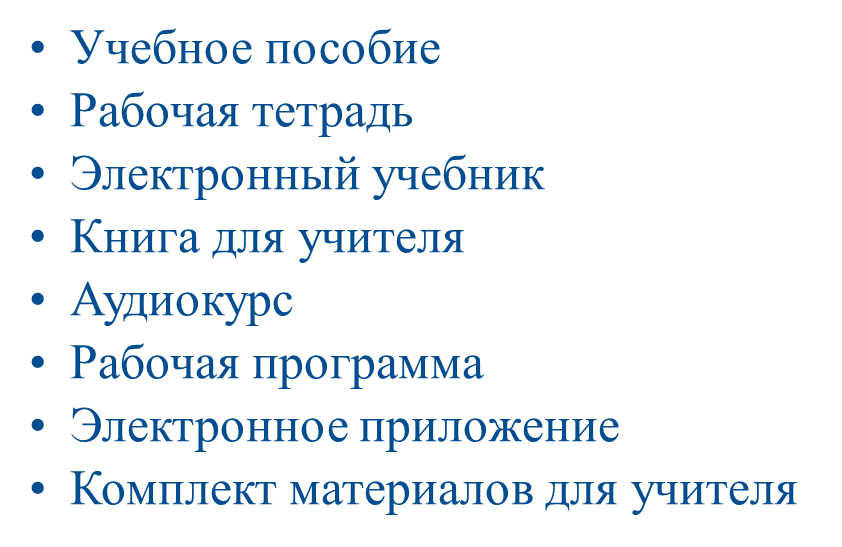 • Учебное пособие
• Рабочая тетрадь
• Электронный учебник
• Книга для учителя
• Аудиокурс
• Рабочая программа
• Электронное приложение
• Комплект материалов для учителя